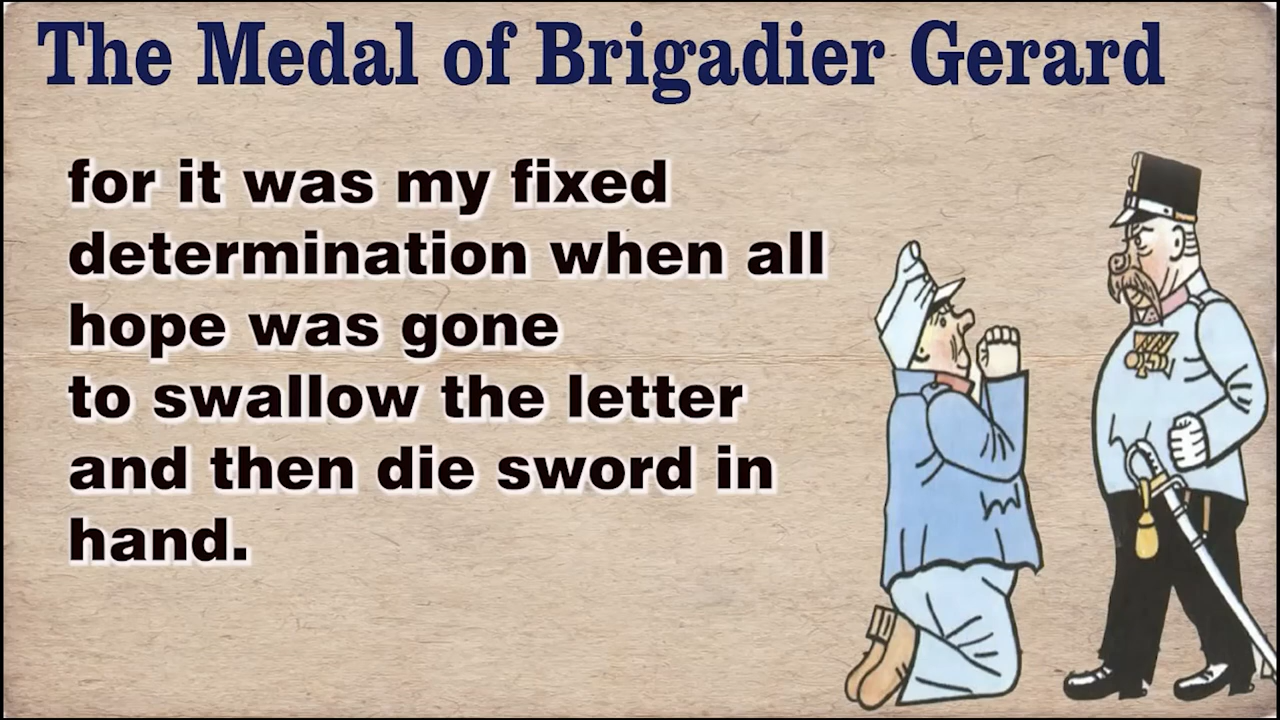 The Medal of Brigadier Gerard
for it was my fixed
determination when all
hope was gone
to swallow the letter
and then die sword in
hand.